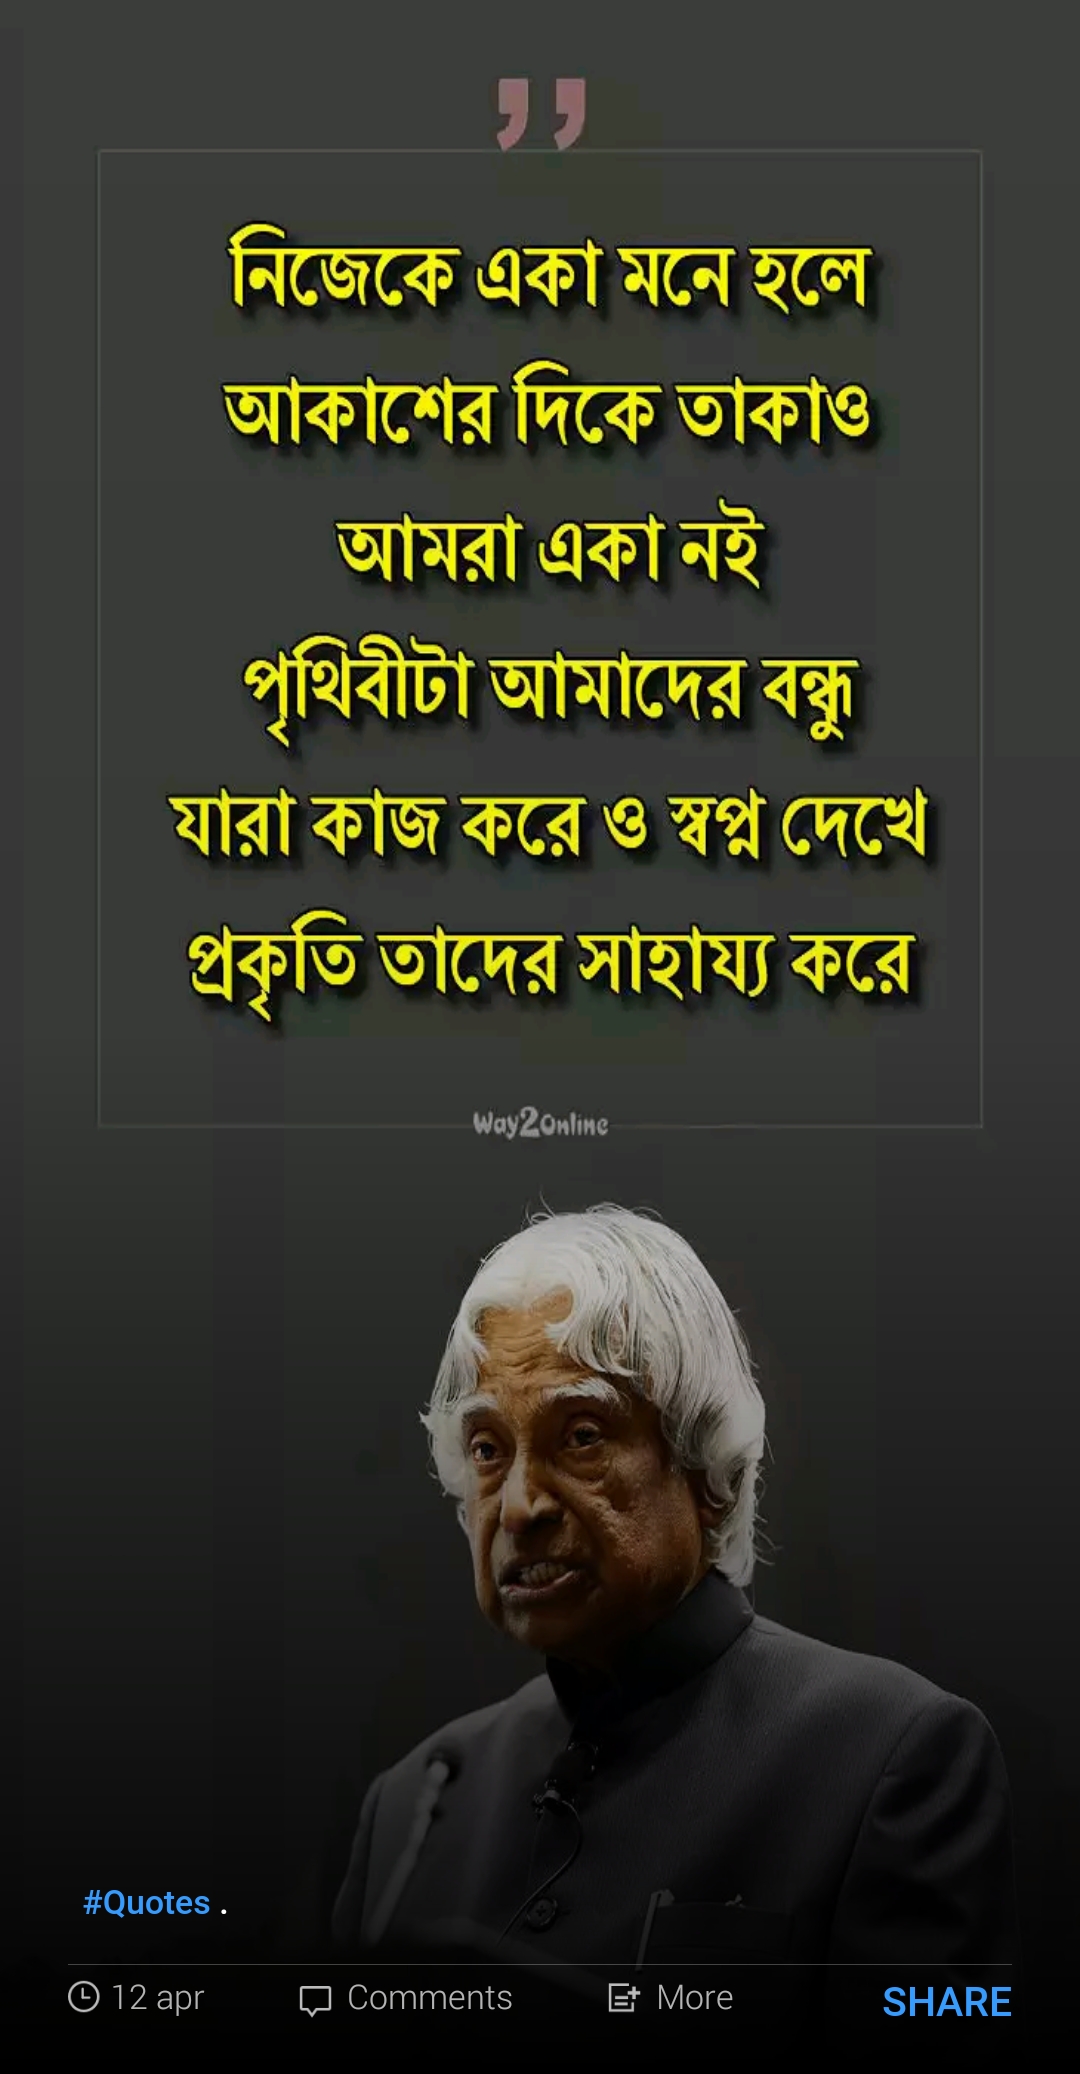 ”
নিজেকে একা মনে হলে
আকাশের দিকে তাকাও
আমরা একা নই
পৃথিবীটা আমাদের বন্ধু
যারা কাজ করে ও স্বপ্ন দেখে
প্রকৃতি তাদের সাহায্য করে
Way2Online
#Quotes .
12 apr Comments More SHARE